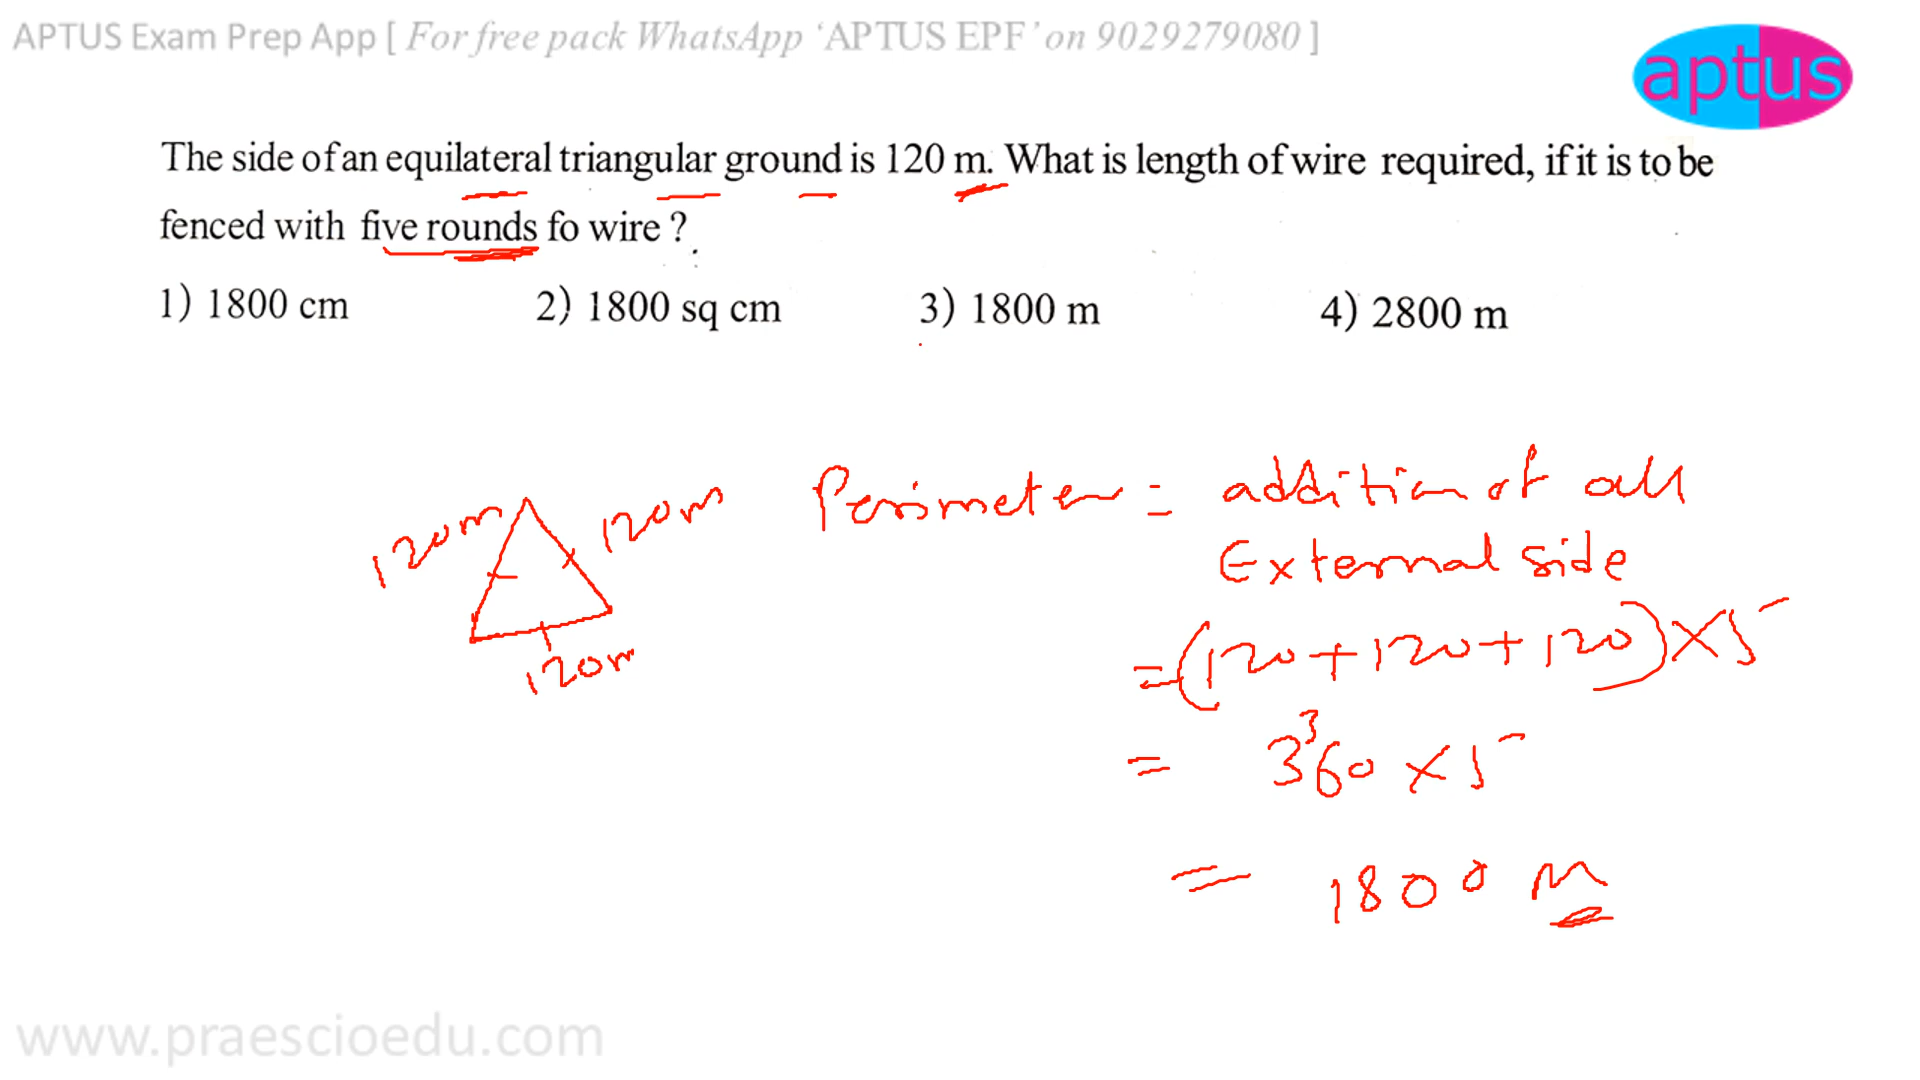 APTUS Exam Prep App [ For free pack WhatsApp ‘APTUS EPF’ on 9029279080 ]
aptus
The side of an equilateral triangular ground is 120 m. What is length of wire required, if it is to be
fenced with five rounds fo wire ?
1) 1800 cm 2) 1800 sq cm 3) 1800 m 4) 2800 m
120m 120m
120m
Perimeter = addition of all
External side
= (120+120+120) × 5
= 3³60 × 5
= 1800 m
www.praescioedu.com